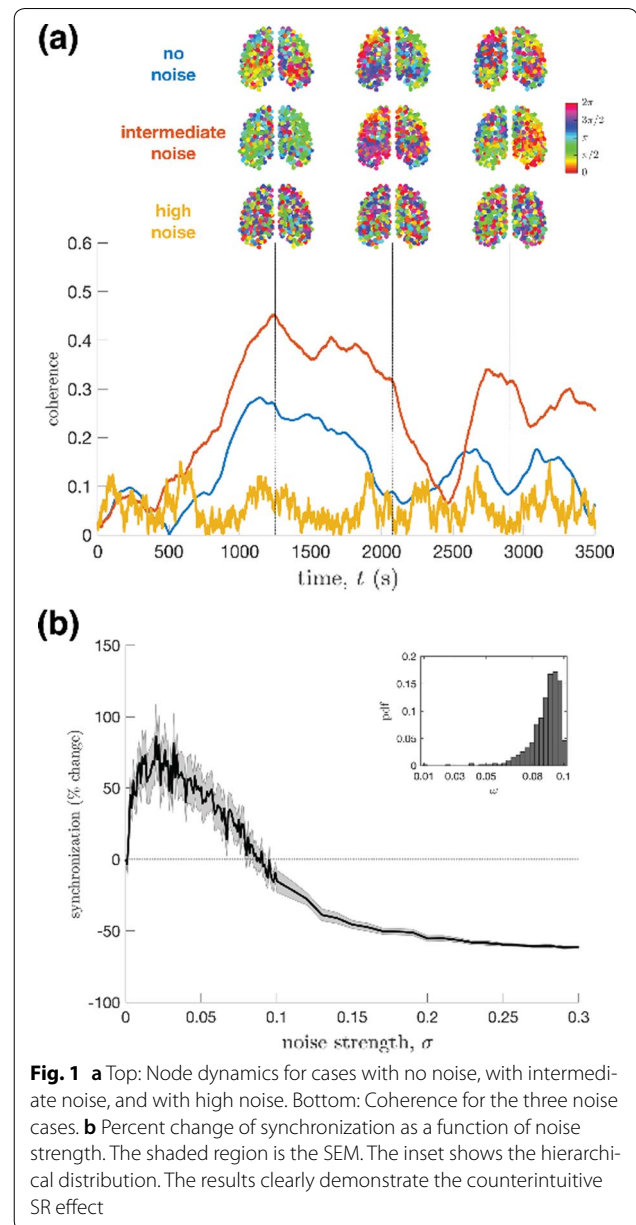 (a)
no
noise
intermediate
noise
high
noise
2π
3π/2
π
π/2
0
0.6
0.5
0.4
0.3
0.2
0.1
0
coherence
0 500 1000 1500 2000 2500 3000 3500
time, t (s)
(b)
150
100
50
0
-50
-100
synchronization (% change)
0.2
0.15
0.1
0.05
0
pdf
0.01 0.03 0.05 0.08 0.1
ω
0 0.05 0.1 0.15 0.2 0.25 0.3
noise strength, σ
Fig. 1 a Top: Node dynamics for cases with no noise, with intermedi-
ate noise, and with high noise. Bottom: Coherence for the three noise
cases. b Percent change of synchronization as a function of noise
strength. The shaded region is the SEM. The inset shows the hierarchi-
cal distribution. The results clearly demonstrate the counterintuitive
SR effect